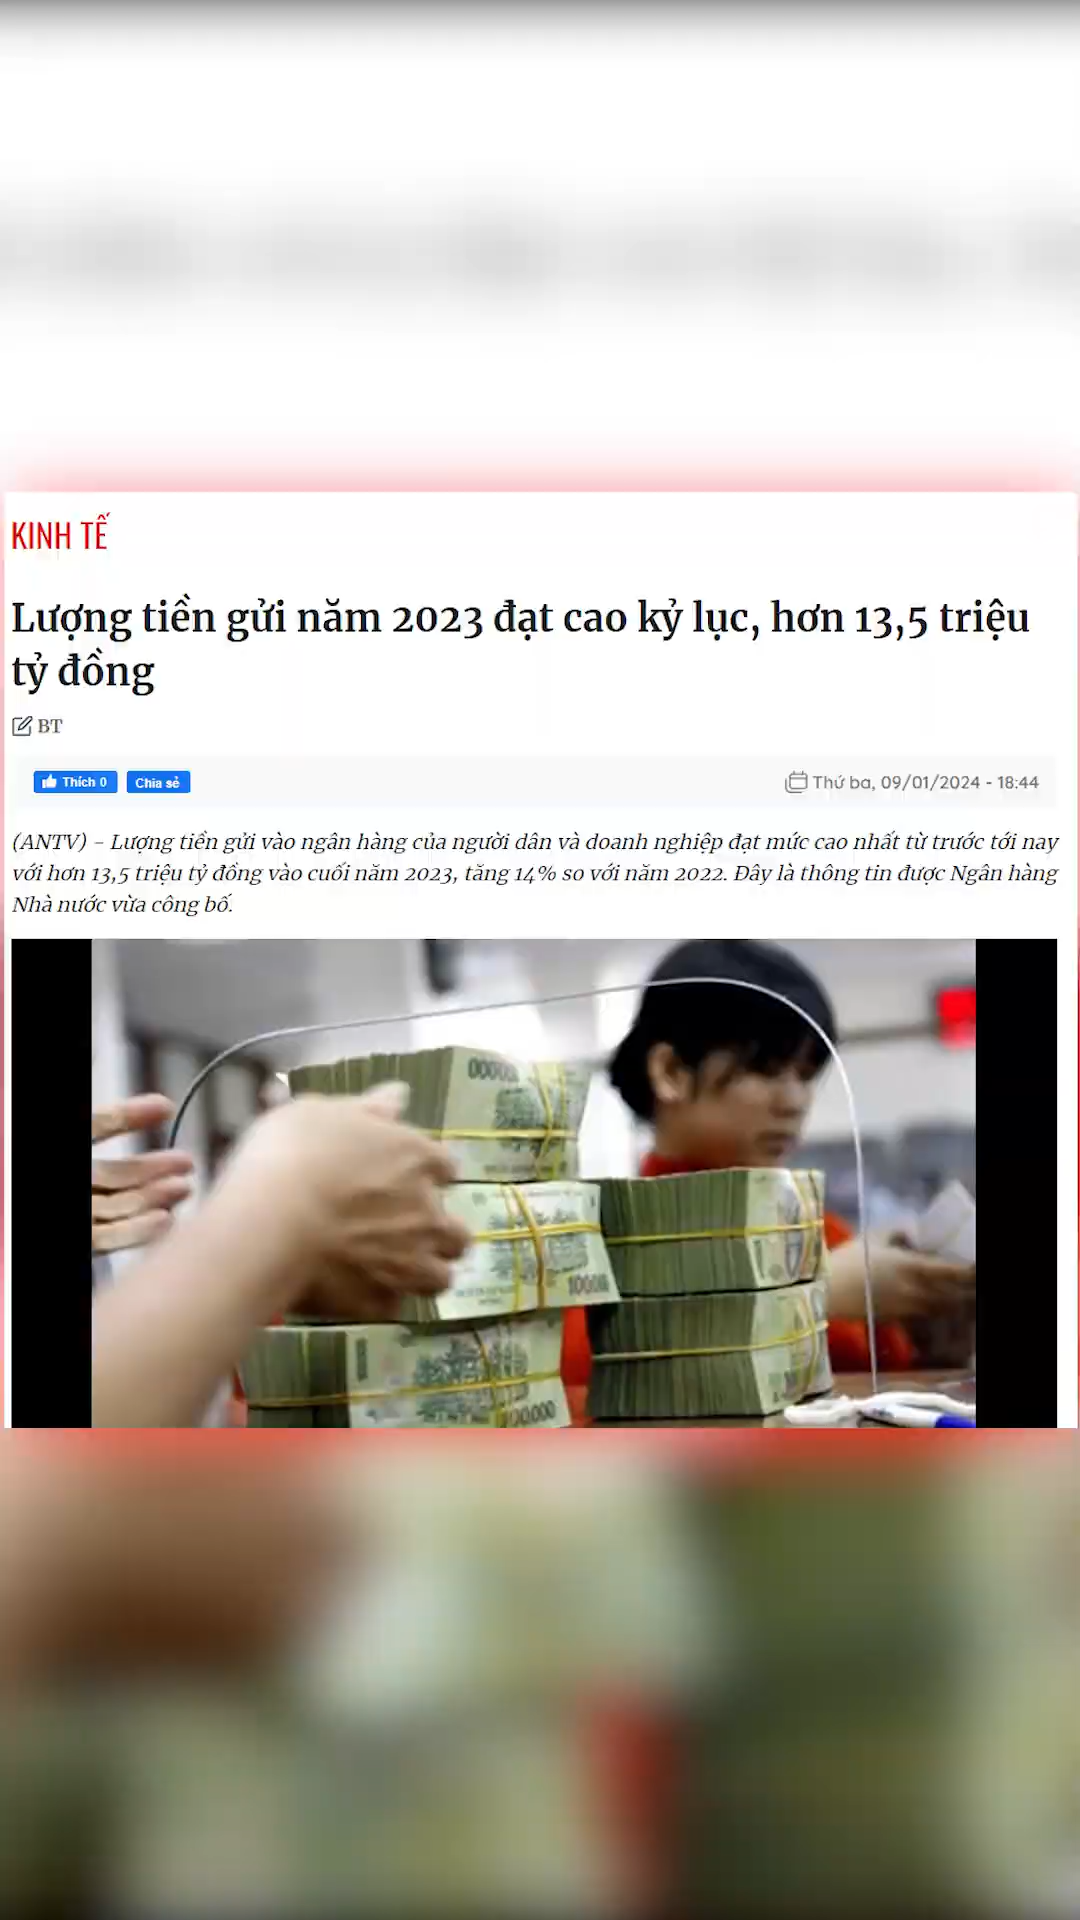 KINH TẾ
Lượng tiền gửi năm 2023 đạt cao kỷ lục, hơn 13,5 triệu
tỷ đồng
BT
Thích 0
Chia sẻ
Thứ ba, 09/01/2024 - 18:44
(ANTV) - Lượng tiền gửi vào ngân hàng của người dân và doanh nghiệp đạt mức cao nhất từ trước tới nay
với hơn 13,5 triệu tỷ đồng vào cuối năm 2023, tăng 14% so với năm 2022. Đây là thông tin được Ngân hàng
Nhà nước vừa công bố.